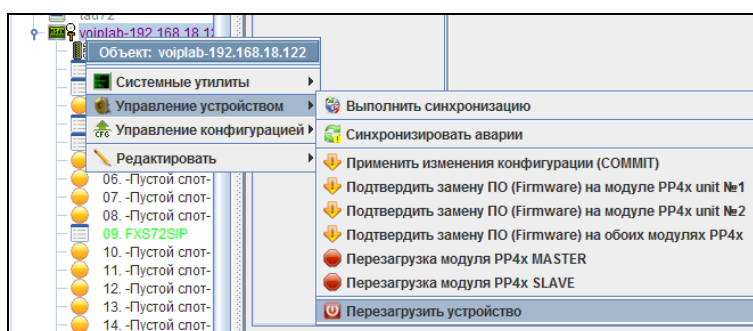 tau72
voiplab-192.168.18.12
Объект: voiplab-192.168.18.122
Системные утилиты
Управление устройством
Управление конфигурацией
Редактировать
Выполнить синхронизацию
Синхронизировать аварии
Применить изменения конфигурации (COMMIT)
Подтвердить замену ПО (Firmware) на модуле PP4x unit №1
Подтвердить замену ПО (Firmware) на модуле PP4x unit №2
Подтвердить замену ПО (Firmware) на обоих модулях PP4x
Перезагрузка модуля PP4x MASTER
Перезагрузка модуля PP4x SLAVE
Перезагрузить устройство
06. -Пустой слот-
07. -Пустой слот-
08. -Пустой слот-
09. FXS72SIP
10. -Пустой слот-
11. -Пустой слот-
12. -Пустой слот-
13. -Пустой слот-
14. -Пустой слот-